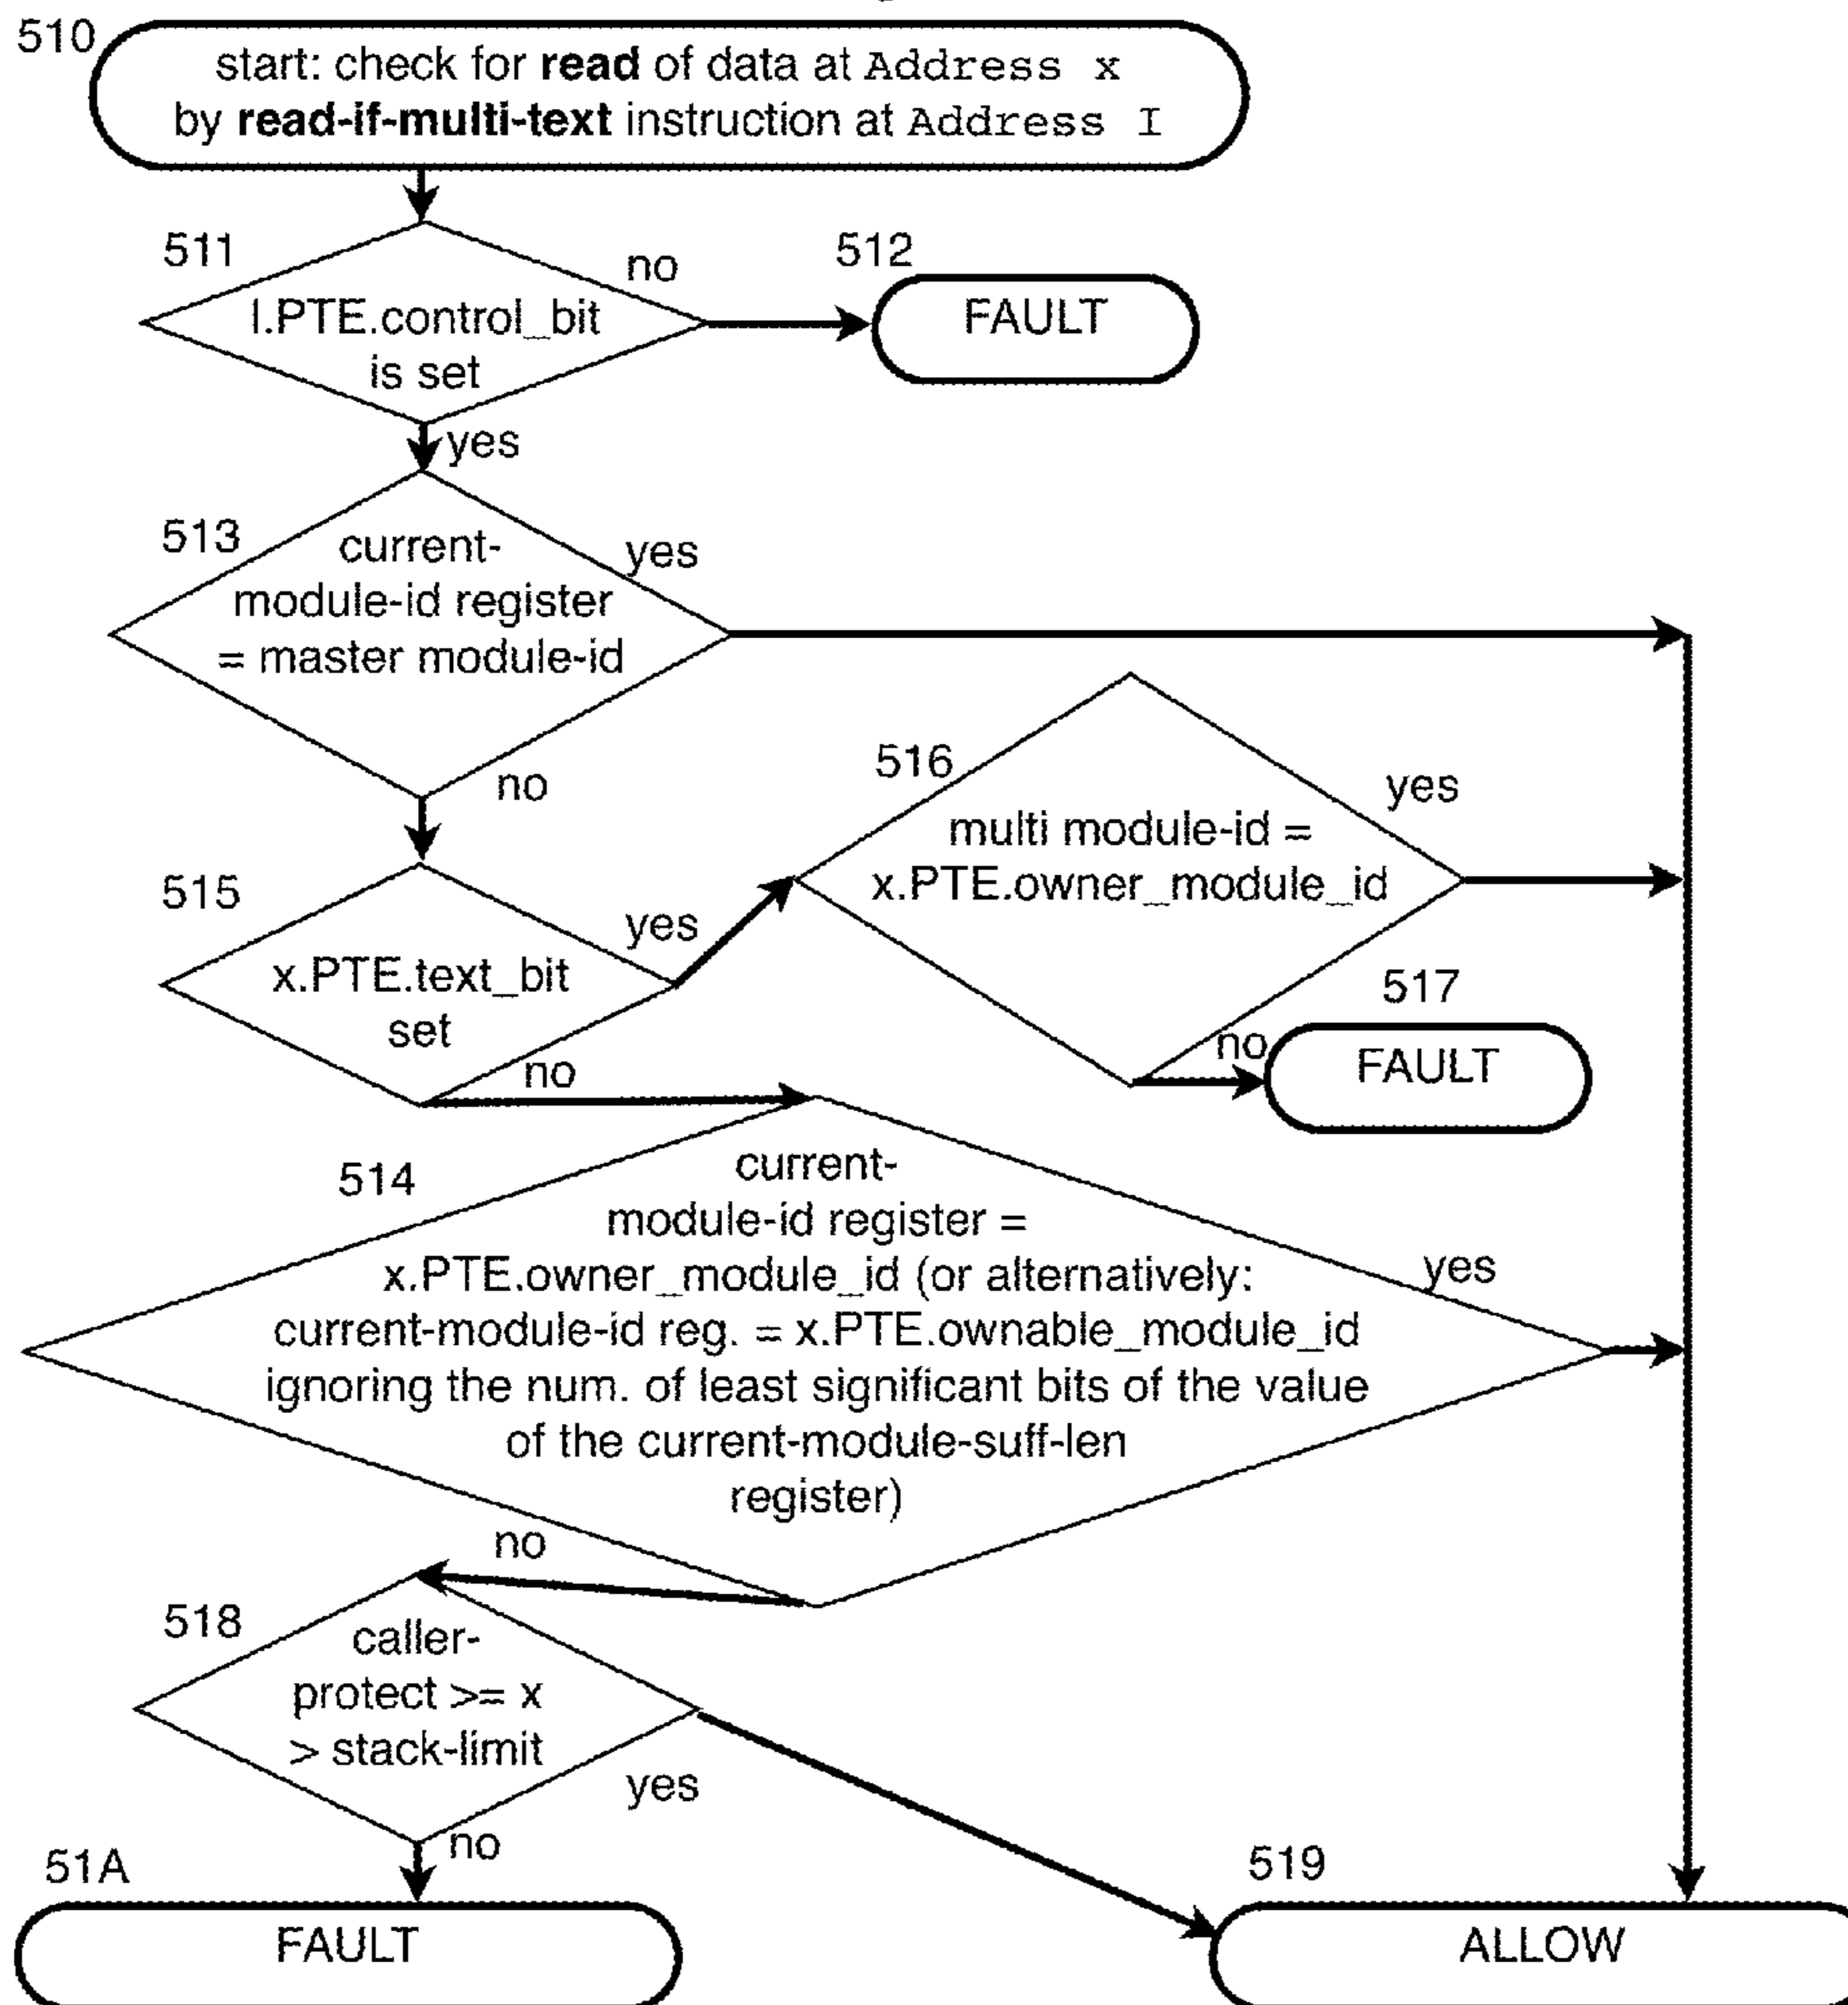 510
start: check for read of data at Address x
by read-if-multi-text instruction at Address I
511
no
512
I.PTE.control_bit
is set
FAULT
yes
513
current-
module-id register
= master module-id
yes
no
516
multi module-id =
x.PTE.owner_module_id
yes
515
x.PTE.text_bit
set
yes
no
517
no
FAULT
514
current-
module-id register =
x.PTE.owner_module_id (or alternatively:
current-module-id reg. = x.PTE.ownable_module_id
ignoring the num. of least significant bits of the value
of the current-module-suff-len
register)
yes
no
518
caller-
protect >= x
> stack-limit
yes
no
51A
FAULT
519
ALLOW